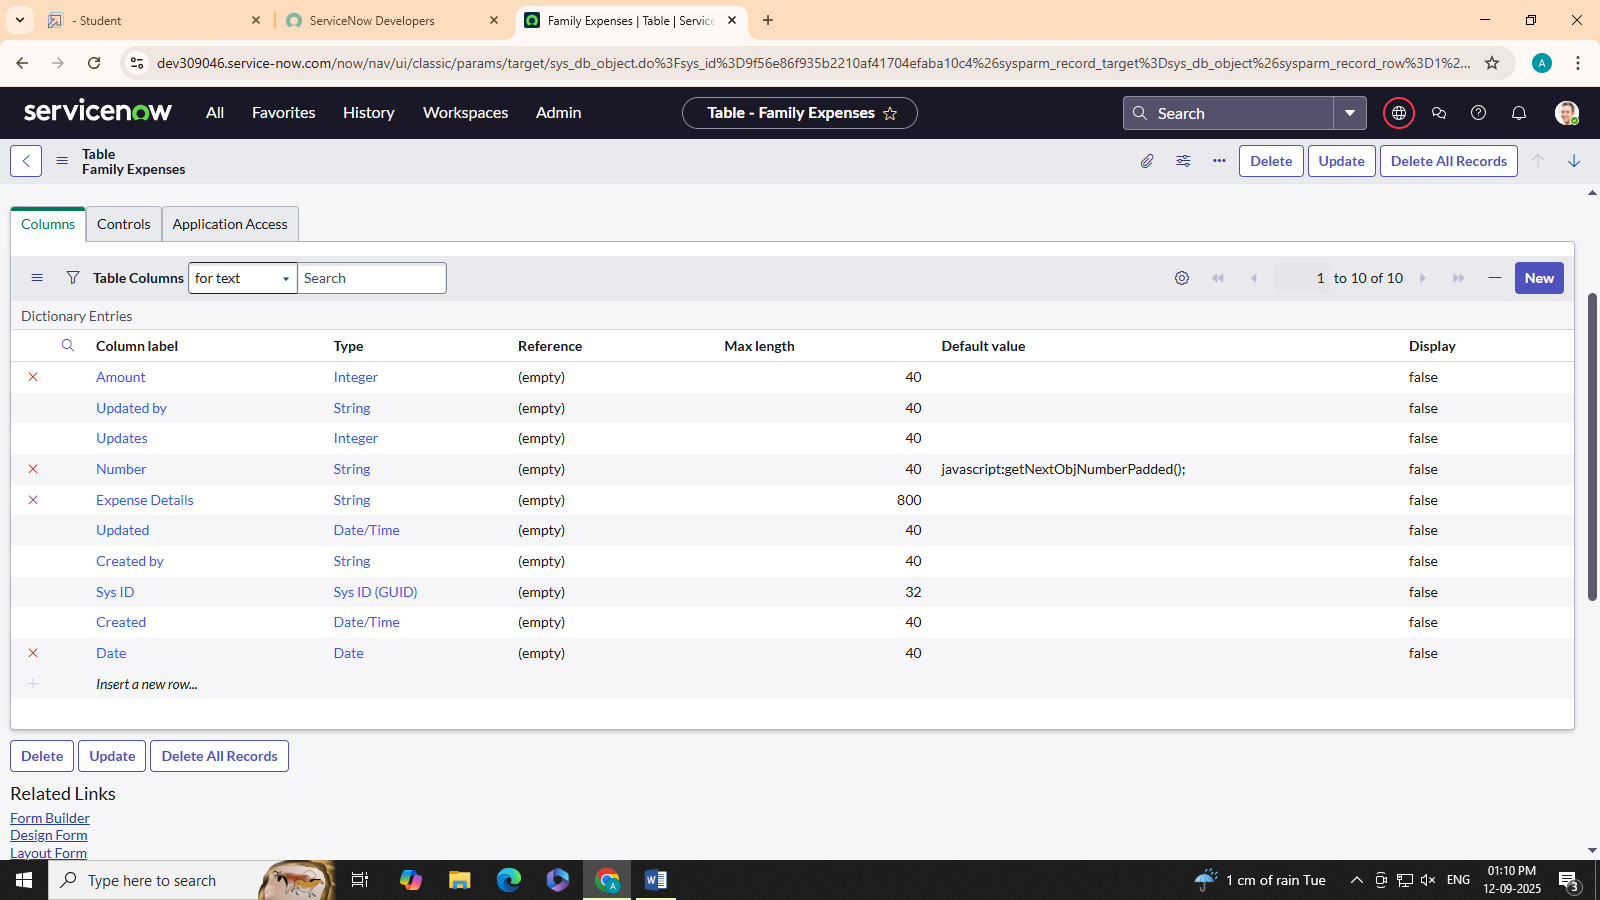 - Student
ServiceNow Developers
Family Expenses | Table | Service
dev309046.service-now.com/now/nav/ui/classic/params/target/sys_db_object.do%3Fsys_id%3D9f56e86f935b2210af41704efaba10c4%26sysparm_record_target%3Dsys_db_object%26sysparm_record_row%3D1%2...
A
servicenow All Favorites History Workspaces Admin Table - Family Expenses Search
Table
Family Expenses
Delete Update Delete All Records
Columns Controls Application Access
Table Columns for text Search 1 to 10 of 10 New
Dictionary Entries
Column label Type Reference Max length Default value Display
Amount Integer (empty) 40 false
Updated by String (empty) 40 false
Updates Integer (empty) 40 false
Number String (empty) 40 javascript:getNextObjNumberPadded(); false
Expense Details String (empty) 800 false
Updated Date/Time (empty) 40 false
Created by String (empty) 40 false
Sys ID Sys ID (GUID) (empty) 32 false
Created Date/Time (empty) 40 false
Date Date (empty) 40 false
Insert a new row...
Delete Update Delete All Records
Related Links
Form Builder
Design Form
Layout Form
Type here to search
A
W
1 cm of rain Tue
ENG
01:10 PM
12-09-2025
3